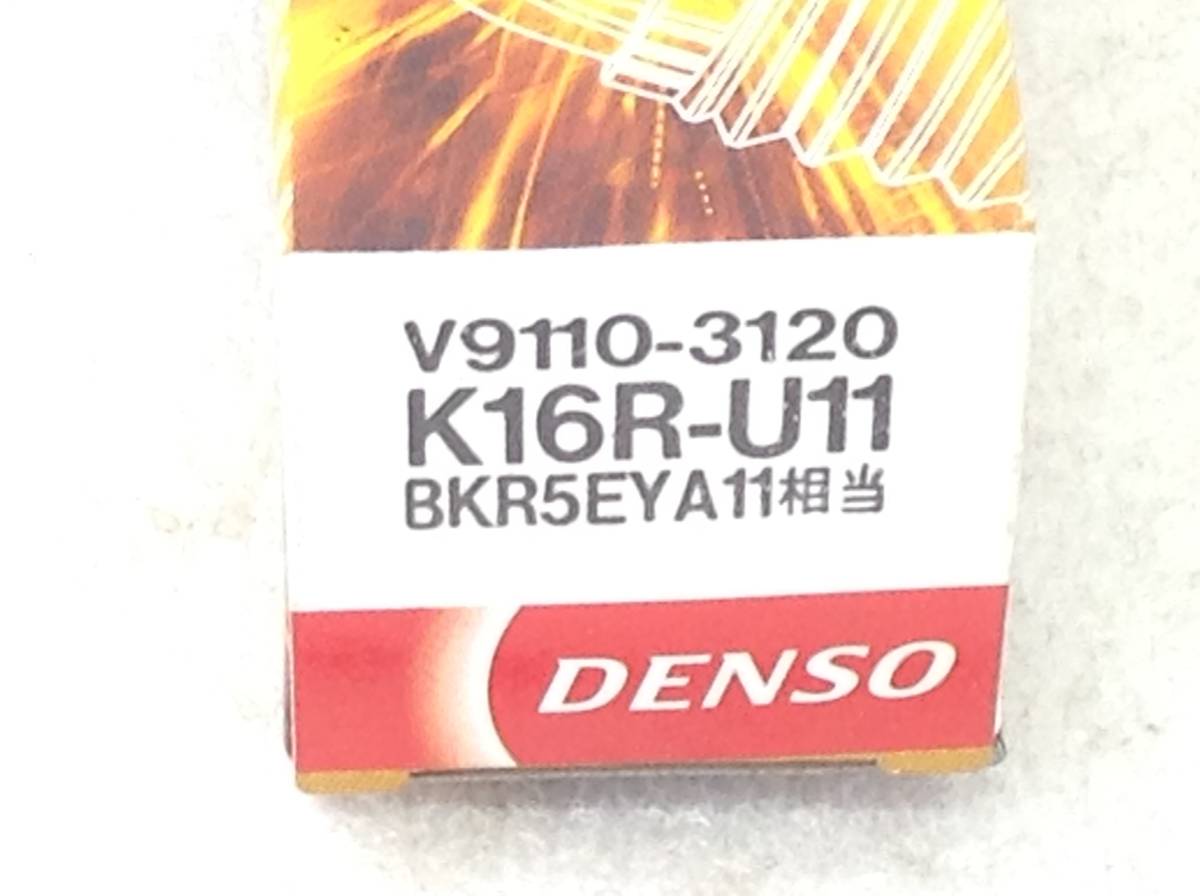 V9110-3120
K16R-U11
BKR5EYA11相当
DENSO